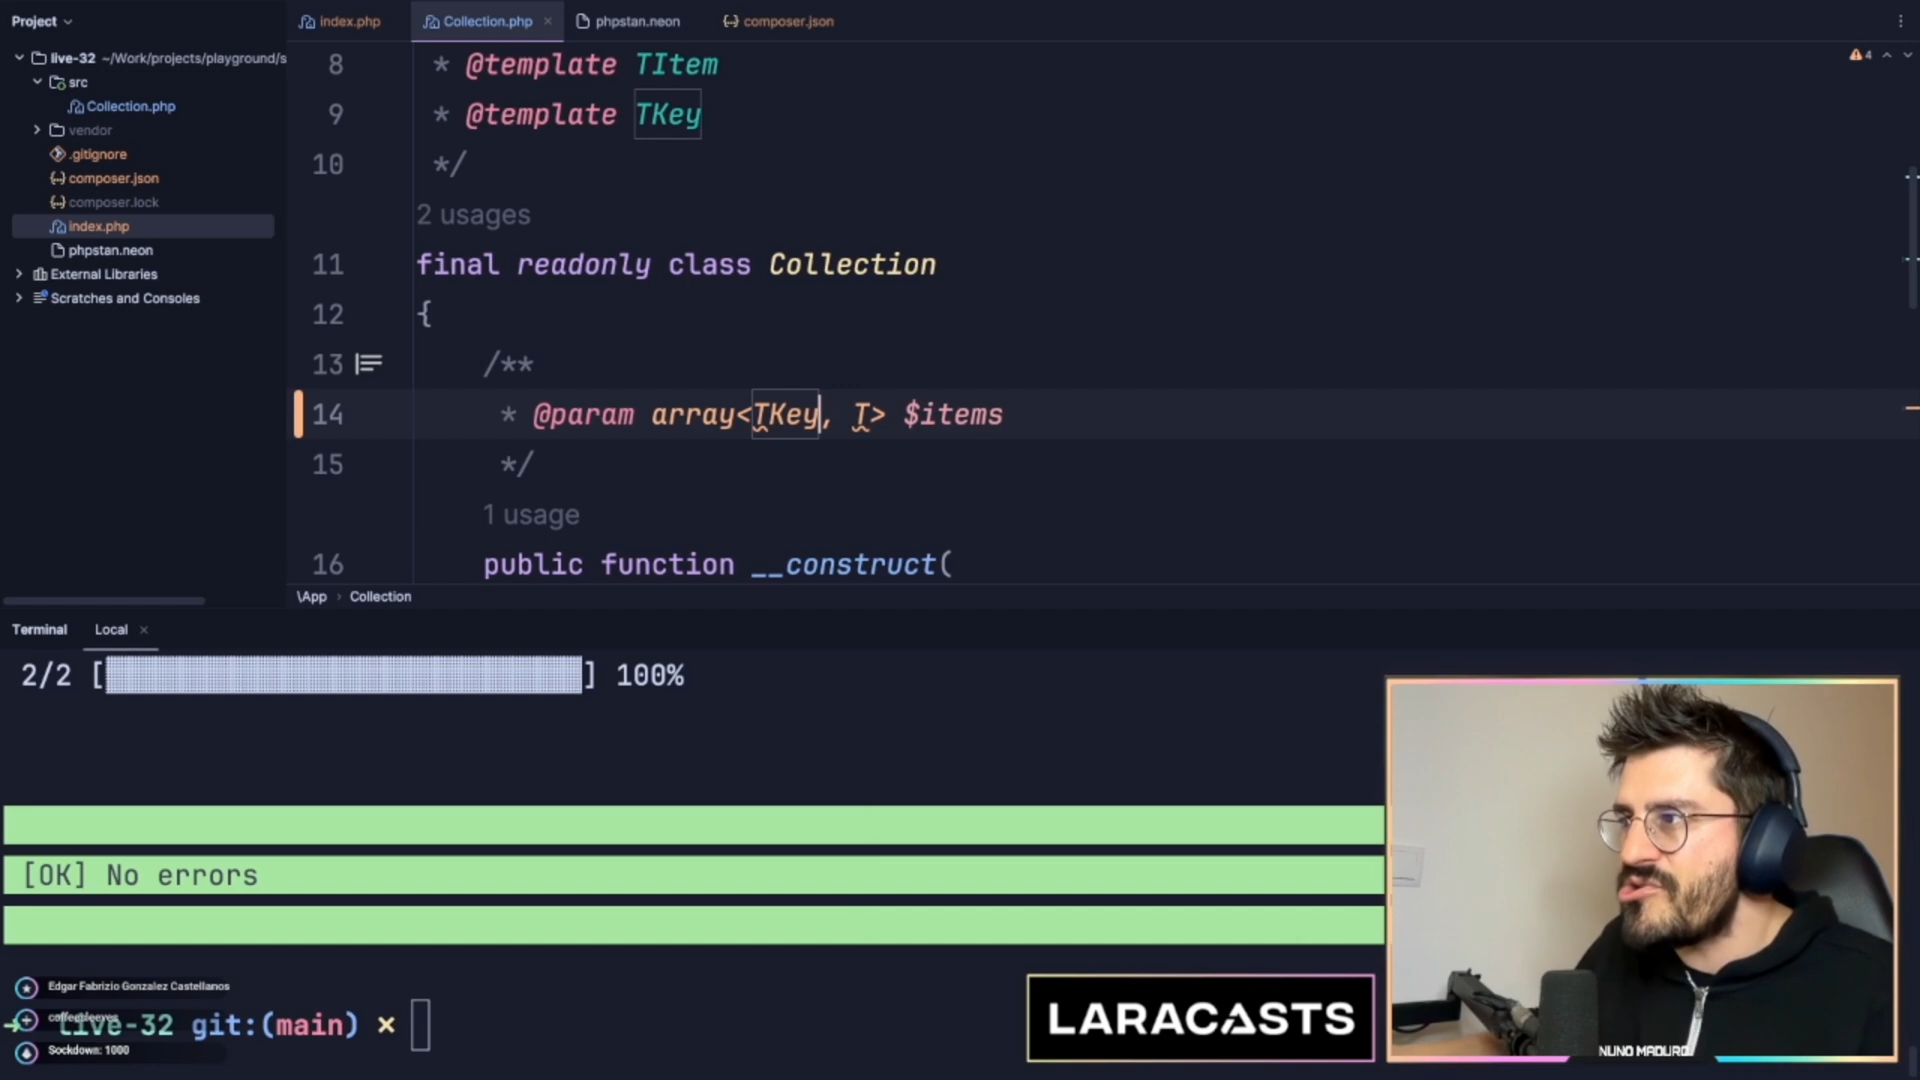 Project
index.php
Collection.php
phpstan.neon
composer.json
live-32 ~/Work/projects/playground/s
src
Collection.php
vendor
.gitignore
composer.json
composer.lock
index.php
phpstan.neon
External Libraries
Scratches and Consoles
4
8 * @template TItem
9 * @template TKey
10 */
2 usages
11 final readonly class Collection
12 {
13 /**
14 * @param array<TKey, T> $items
15 */
1 usage
16 public function __construct(
\App › Collection
Terminal Local
2/2 [ ] 100%
[OK] No errors
Edgar Fabrizio Gonzalez Castellanos
live-32 git:(main) ×
Sockdown: 1000
LARACASTS
NUNO MADURO